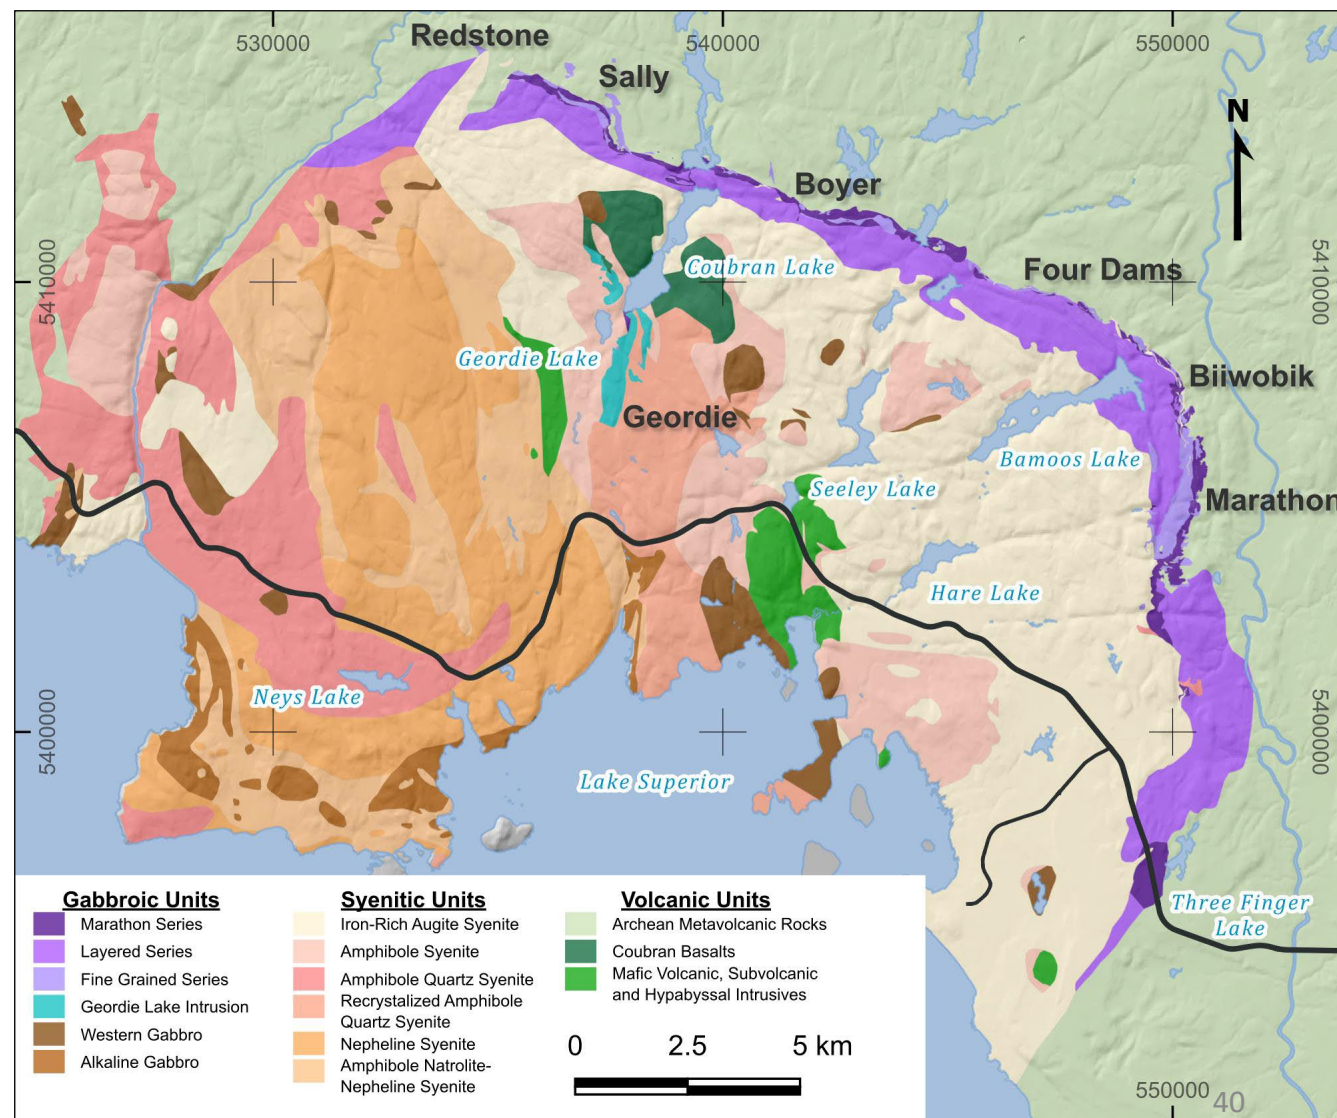 530000
Redstone
540000
550000
Sally
N
Boyer
5410000
Coubran Lake
Four Dams
5410000
Geordie Lake
Biiwobik
Geordie
Bamoos Lake
Seeley Lake
Marathon
Hare Lake
Neys Lake
5400000
Lake Superior
5400000
Three Finger
Lake
Gabbroic Units
Marathon Series
Layered Series
Fine Grained Series
Geordie Lake Intrusion
Western Gabbro
Alkaline Gabbro
Syenitic Units
Iron-Rich Augite Syenite
Amphibole Syenite
Amphibole Quartz Syenite
Recrystalized Amphibole
Quartz Syenite
Nepheline Syenite
Amphibole Natrolite-
Nepheline Syenite
Volcanic Units
Archean Metavolcanic Rocks
Coubran Basalts
Mafic Volcanic, Subvolcanic
and Hypabyssal Intrusives
0 2.5 5 km
550000
40